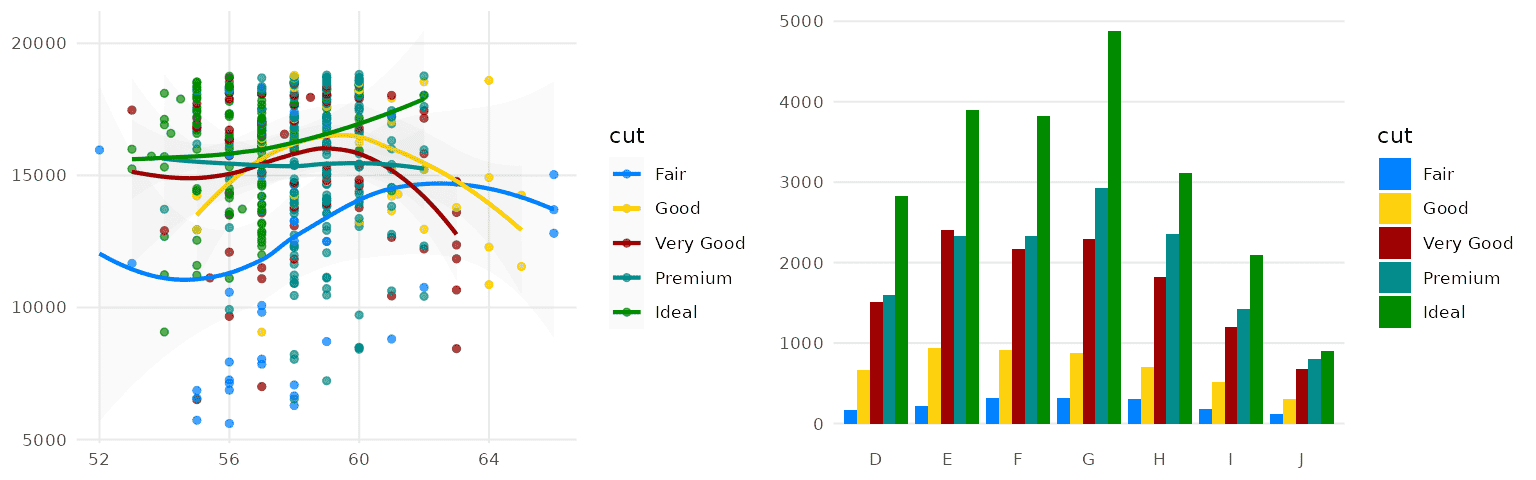 20000
15000
10000
5000
52 56 60 64
cut
Fair
Good
Very Good
Premium
Ideal
5000
4000
3000
2000
1000
0
D E F G H I J
cut
Fair
Good
Very Good
Premium
Ideal